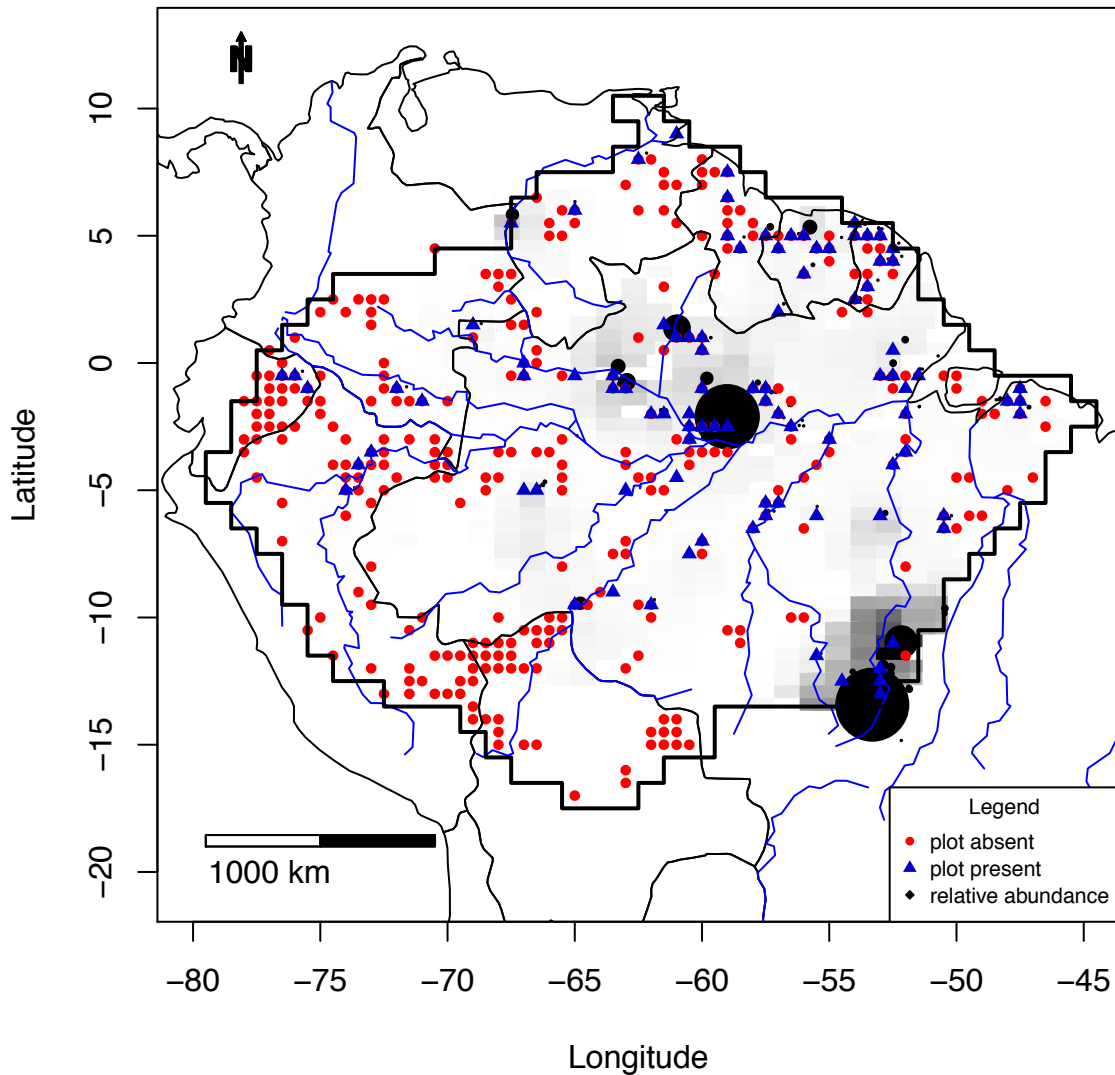 N
10
5
0
−5
−10
−15
−20
Latitude
1000 km
Legend
plot absent
plot present
relative abundance
−80 −75 −70 −65 −60 −55 −50 −45
Longitude